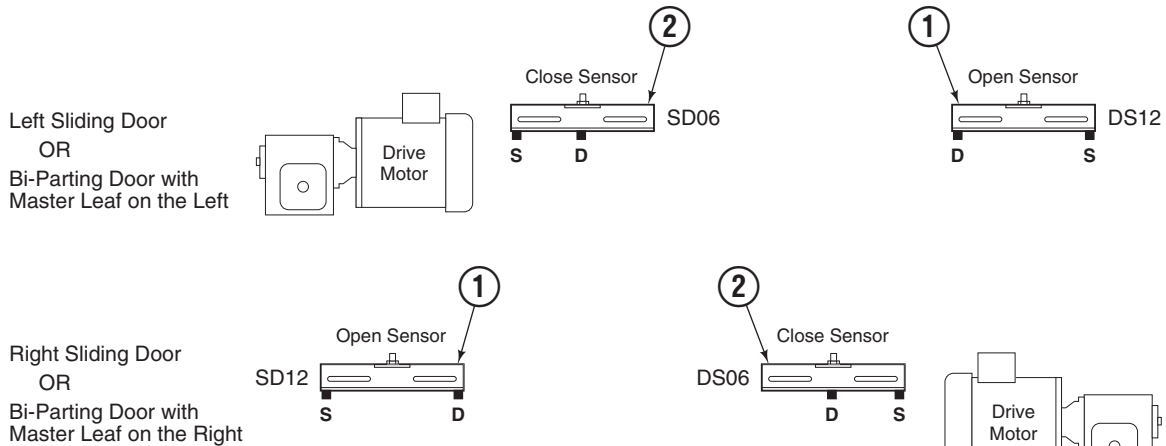 2
1
Close Sensor
Open Sensor
Left Sliding Door
SD06
DS12
OR
S D
D S
Drive
Motor
Bi-Parting Door with
Master Leaf on the Left
1
2
Open Sensor
Close Sensor
Right Sliding Door
SD12
DS06
OR
S D
D S
Drive
Motor
Bi-Parting Door with
Master Leaf on the Right